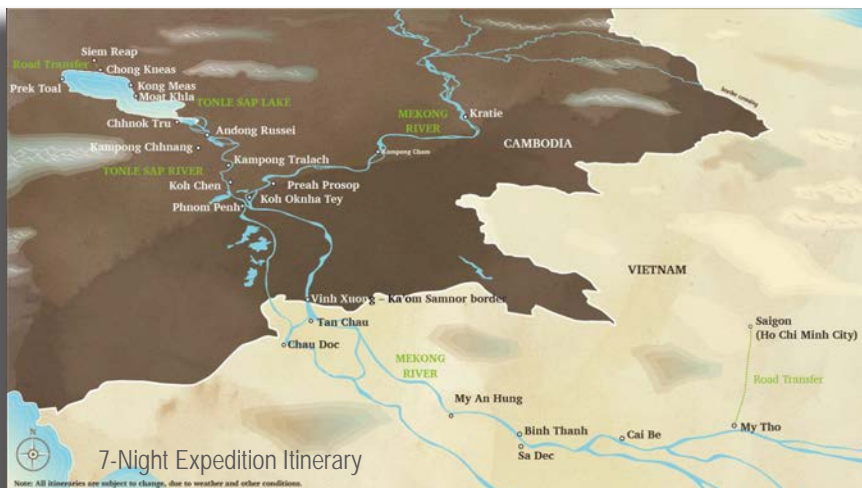 Siem Reap
Road Transfer
Chong Kneas
Prek Toal
Kong Meas
Moat Khla
TONLE SAP LAKE
Chhnok Tru
Andong Russei
MEKONG
RIVER
Kratie
border crossing
CAMBODIA
Kampong Chhnang
Kampong Cham
Kampong Tralach
TONLE SAP RIVER
Koh Chen
Preah Prosop
Koh Oknha Tey
Phnom Penh
VIETNAM
Vinh Xuong – Ka'om Samnor border
Tan Chau
Chau Doc
Saigon
(Ho Chi Minh City)
MEKONG
RIVER
Road Transfer
My An Hung
Binh Thanh
Sa Dec
Cai Be
My Tho
N
7-Night Expedition Itinerary
Note: All itineraries are subject to change, due to weather and other conditions.